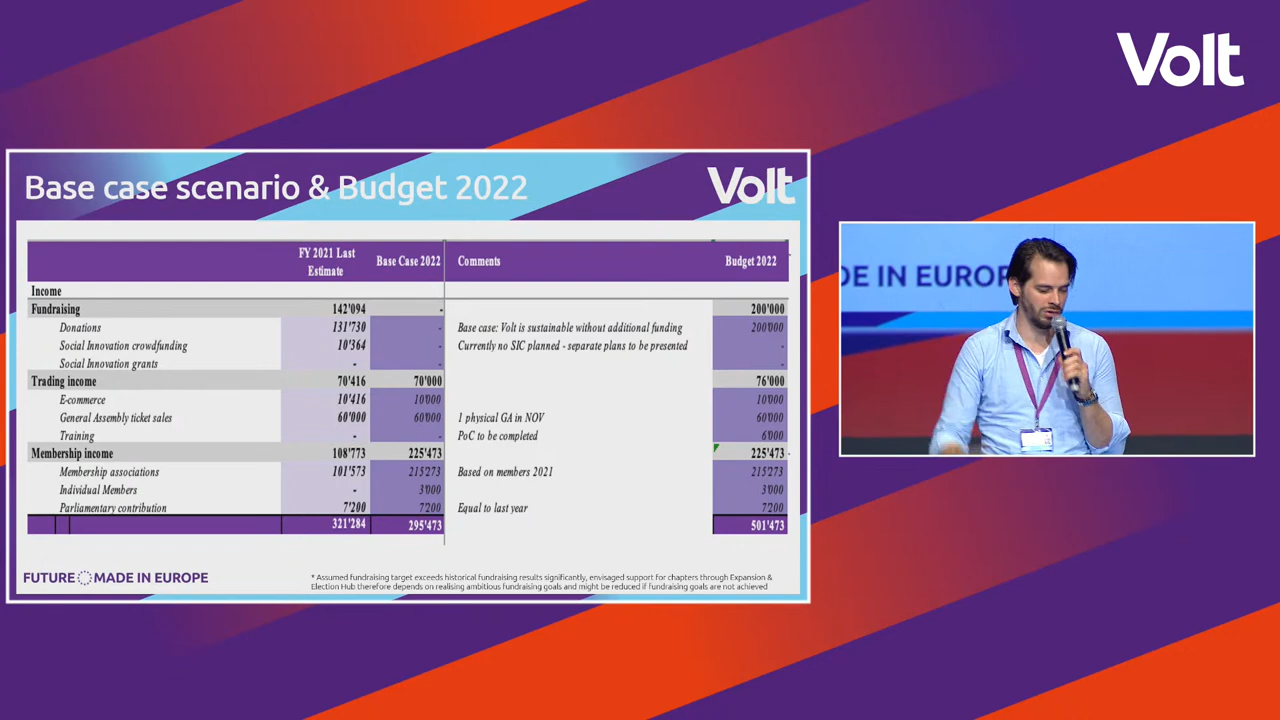 Volt
Base case scenario & Budget 2022
Volt
FY 2021 Last Estimate Base Case 2022 Comments Budget 2022
Income
Fundraising 142'094 - 200'000
Donations 131'730 - Base case: Volt is sustainable without additional funding 200'000
Social Innovation crowdfunding 10'364 - Currently no SIC planned - separate plans to be presented -
Social Innovation grants - - -
Trading income 70'416 70'000 76'000
E-commerce 10'416 10'000 10'000
General Assembly ticket sales 60'000 60'000 1 physical GA in NOV 60'000
Training - - PoC to be completed 6'000
Membership income 108'773 225'473 225'473
Membership associations 101'573 215'273 Based on members 2021 215'273
Individual Members - 3'000 3'000
Parliamentary contribution 7'200 7'200 Equal to last year 7'200
321'284 295'473 501'473
FUTURE MADE IN EUROPE
* Assumed fundraising target exceeds historical fundraising results significantly, envisaged support for chapters through Expansion &
Election Hub therefore depends on realising ambitious fundraising goals and might be reduced if fundraising goals are not achieved
DE IN EUROP